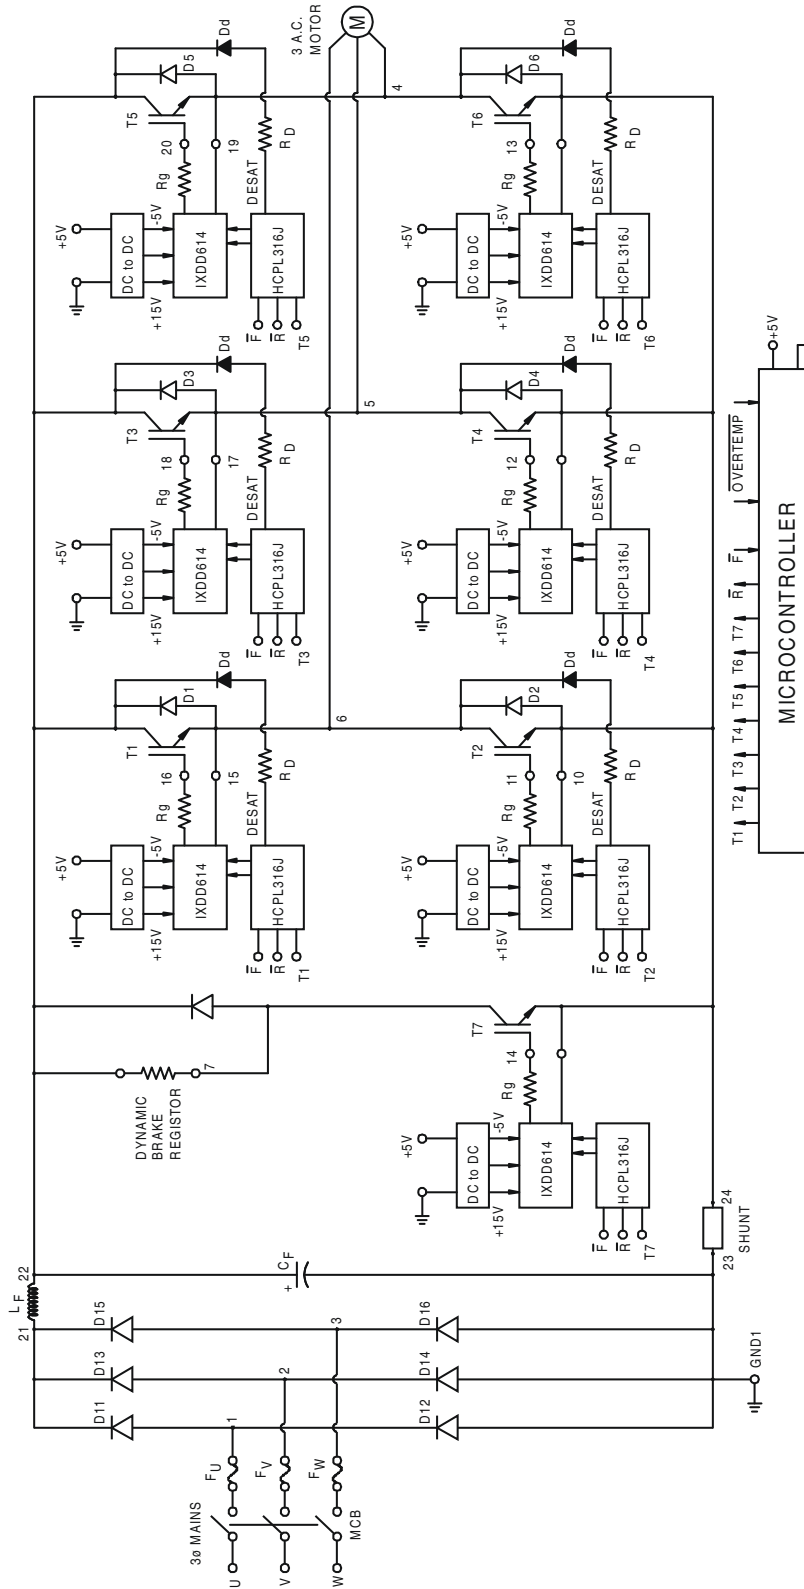 3ø MAINS
U
V
W
MCB
FU
FV
FW
1
2
3
D11
D13
D15
D12
D14
D16
21
LF
22
+
CF
GND1
23
24
SHUNT
DYNAMIC
BRAKE
REGISTOR
7
+5V
DC to DC
+15V
-5V
IXDD614
HCPL316J
F
R
T7
Rg
14
T7
+5V
DC to DC
+15V
-5V
IXDD614
HCPL316J
F
R
T1
DESAT
Rg
16
15
T1
D1
Dd
RD
+5V
DC to DC
+15V
-5V
IXDD614
HCPL316J
F
R
T2
DESAT
Rg
11
10
T2
D2
Dd
RD
6
+5V
DC to DC
+15V
-5V
IXDD614
HCPL316J
F
R
T3
DESAT
Rg
18
17
T3
D3
Dd
RD
+5V
DC to DC
+15V
-5V
IXDD614
HCPL316J
F
R
T4
DESAT
Rg
12
T4
D4
Dd
RD
5
+5V
DC to DC
+15V
-5V
IXDD614
HCPL316J
F
R
T5
DESAT
Rg
20
19
T5
D5
Dd
RD
+5V
DC to DC
+15V
-5V
IXDD614
HCPL316J
F
R
T6
DESAT
Rg
13
T6
D6
Dd
RD
4
3 A.C.
MOTOR
M
T1
T2
T3
T4
T5
T6
T7
R
F
OVERTEMP
+5V
MICROCONTROLLER